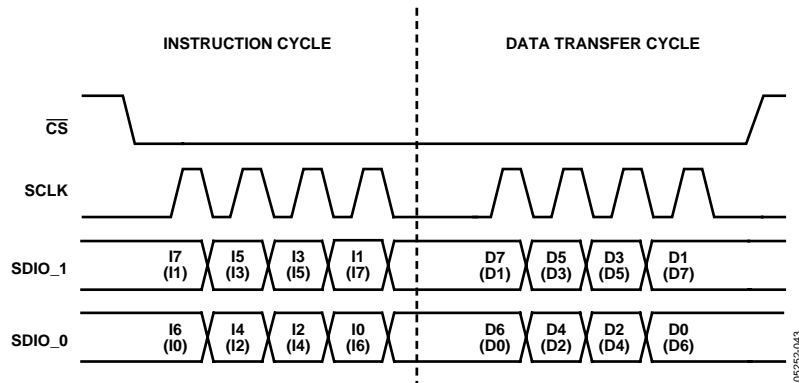 INSTRUCTION CYCLE DATA TRANSFER CYCLE
CS
SCLK
SDIO_1 I7 I5 I3 I1 D7 D5 D3 D1
(I1) (I3) (I5) (I7) (D1) (D3) (D5) (D7)
SDIO_0 I6 I4 I2 I0 D6 D4 D2 D0
(I0) (I2) (I4) (I6) (D0) (D2) (D4) (D6)
05252-043